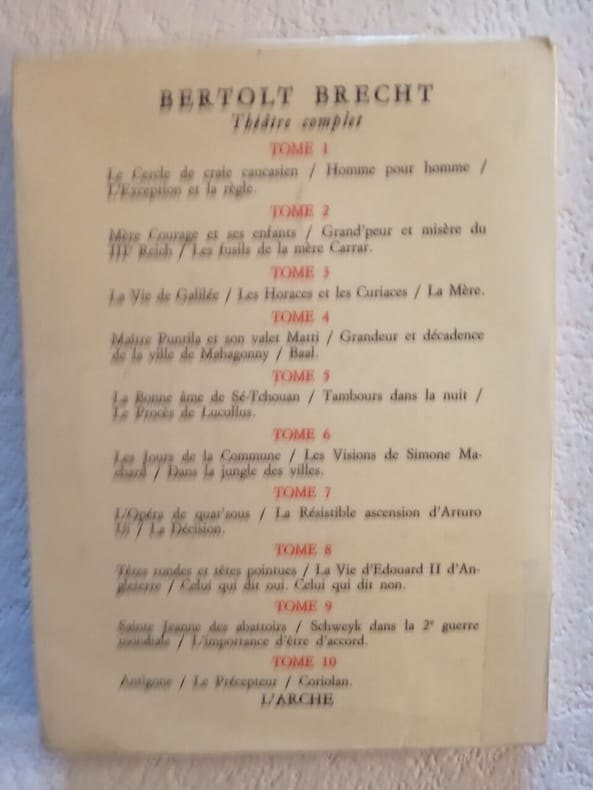 BERTOLT BRECHT
Théâtre complet
TOME 1
Le Cercle de craie caucasien / Homme pour homme /
L'Exception et la règle.
TOME 2
Mère Courage et ses enfants / Grand'peur et misère du
IIIe Reich / Les fusils de la mère Carrar.
TOME 3
La Vie de Galilée / Les Horaces et les Curiaces / La Mère.
TOME 4
Maître Puntila et son valet Matti / Grandeur et décadence
de la ville de Mahagonny / Baal.
TOME 5
La Bonne âme de Sé-Tchouan / Tambours dans la nuit /
Le Procès de Lucullus.
TOME 6
Les Jours de la Commune / Les Visions de Simone Ma-
chard / Dans la jungle des villes.
TOME 7
L'Opéra de quat'sous / La Résistible ascension d'Arturo
Ui / La Décision.
TOME 8
Têtes rondes et têtes pointues / La Vie d'Edouard II d'An-
gleterre / Celui qui dit oui. Celui qui dit non.
TOME 9
Sainte Jeanne des abattoirs / Schweyk dans la 2e guerre
mondiale / L'importance d'être d'accord.
TOME 10
Antigone / Le Précepteur / Coriolan.
L'ARCHE